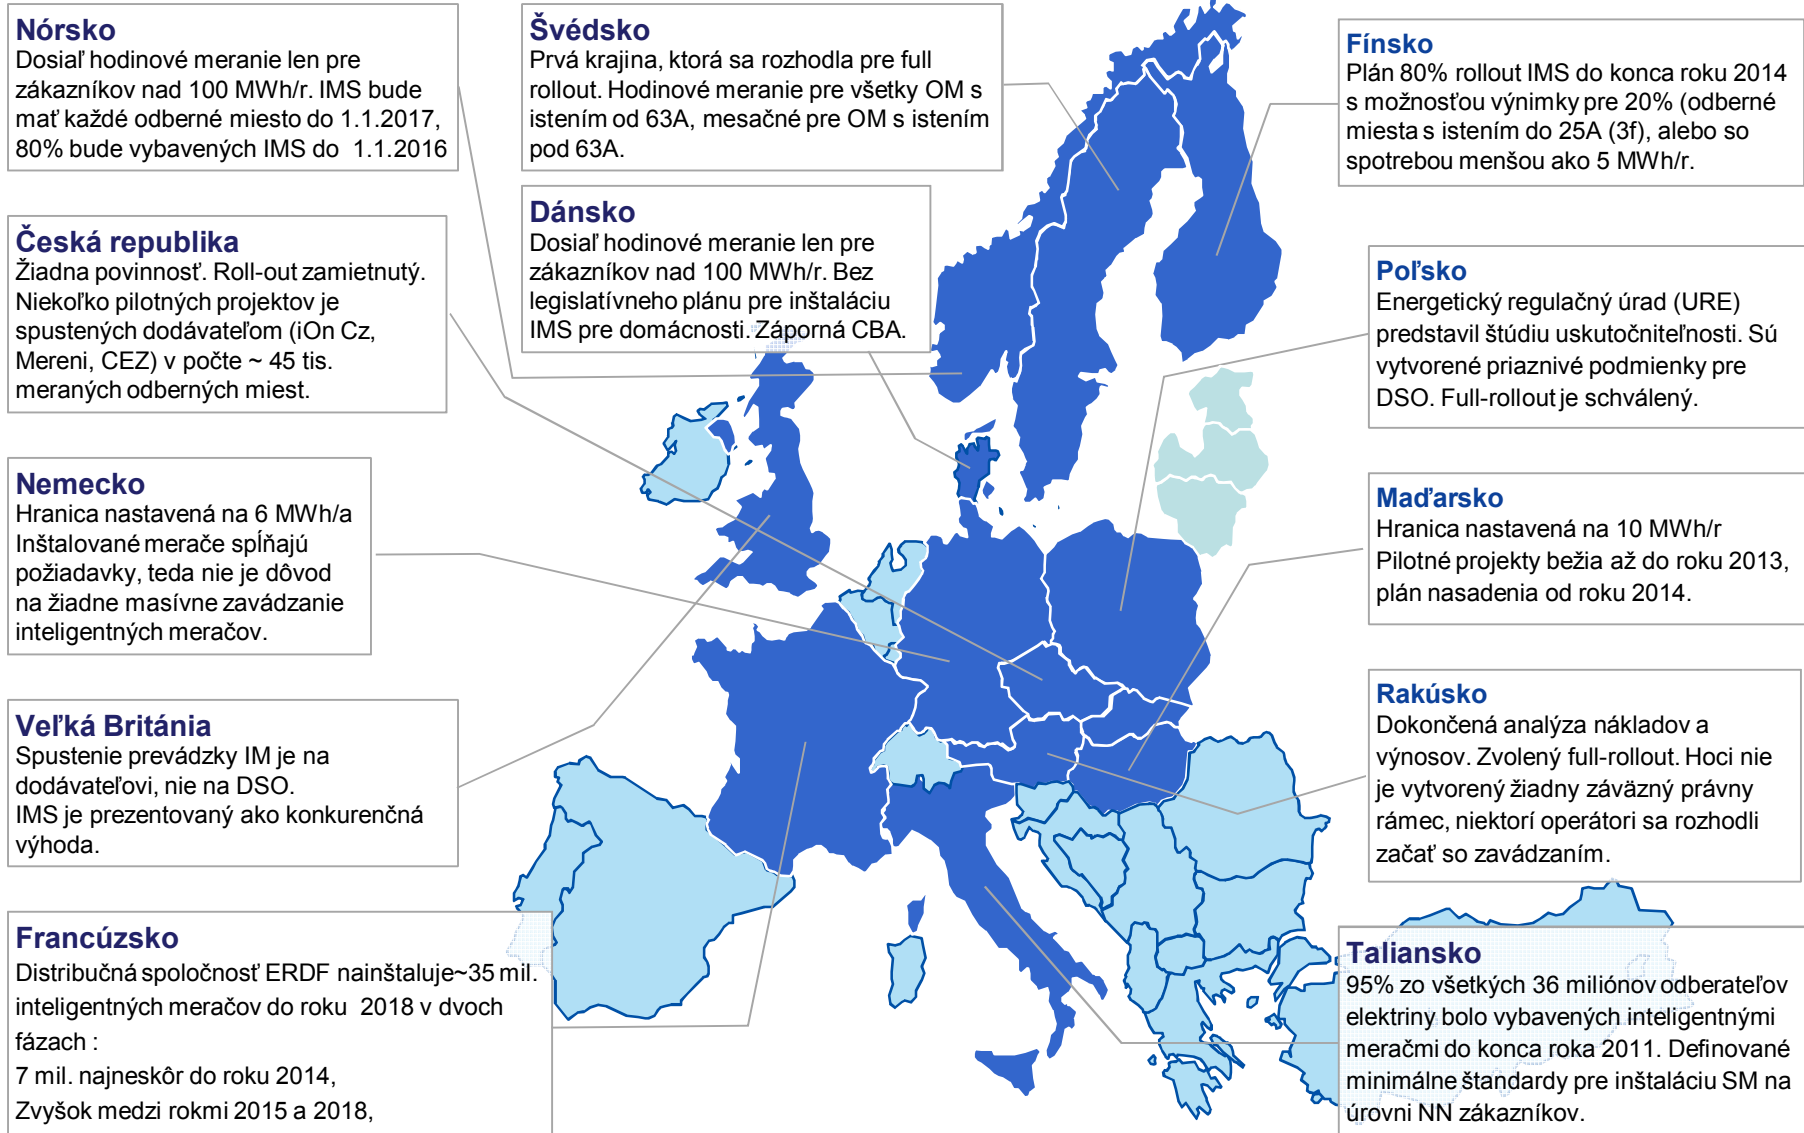 Nórsko
Dosiaľ hodinové meranie len pre
zákazníkov nad 100 MWh/r. IMS bude
mať každé odberné miesto do 1.1.2017,
80% bude vybavených IMS do 1.1.2016
Švédsko
Prvá krajina, ktorá sa rozhodla pre full
rollout. Hodinové meranie pre všetky OM s
istením od 63A, mesačné pre OM s istením
pod 63A.
Fínsko
Plán 80% rollout IMS do konca roku 2014
s možnosťou výnimky pre 20% (odberné
miesta s istením do 25A (3f), alebo so
spotrebou menšou ako 5 MWh/r.
Česká republika
Žiadna povinnosť. Roll-out zamietnutý.
Niekoľko pilotných projektov je
spustených dodávateľom (iOn Cz,
Mereni, CEZ) v počte ~ 45 tis.
meraných odberných miest.
Dánsko
Dosiaľ hodinové meranie len pre
zákazníkov nad 100 MWh/r. Bez
legislatívneho plánu pre inštaláciu
IMS pre domácnosti. Záporná CBA.
Poľsko
Energetický regulačný úrad (URE)
predstavil štúdiu uskutočniteľnosti. Sú
vytvorené priaznivé podmienky pre
DSO. Full-rollout je schválený.
Nemecko
Hranica nastavená na 6 MWh/a
Inštalované merače spĺňajú
požiadavky, teda nie je dôvod
na žiadne masívne zavádzanie
inteligentných meračov.
Maďarsko
Hranica nastavená na 10 MWh/r
Pilotné projekty bežia až do roku 2013,
plán nasadenia od roku 2014.
Veľká Británia
Spustenie prevádzky IM je na
dodávateľovi, nie na DSO.
IMS je prezentovaný ako konkurenčná
výhoda.
Rakúsko
Dokončená analýza nákladov a
výnosov. Zvolený full-rollout. Hoci nie
je vytvorený žiadny záväzný právny
rámec, niektorí operátori sa rozhodli
začať so zavádzaním.
Francúzsko
Distribučná spoločnosť ERDF nainštaluje~35 mil.
inteligentných meračov do roku 2018 v dvoch
fázach :
7 mil. najneskôr do roku 2014,
Zvyšok medzi rokmi 2015 a 2018,
Taliansko
95% zo všetkých 36 miliónov odberateľov
elektriny bolo vybavených inteligentnými
meračmi do konca roka 2011. Definované
minimálne štandardy pre inštaláciu SM na
úrovni NN zákazníkov.